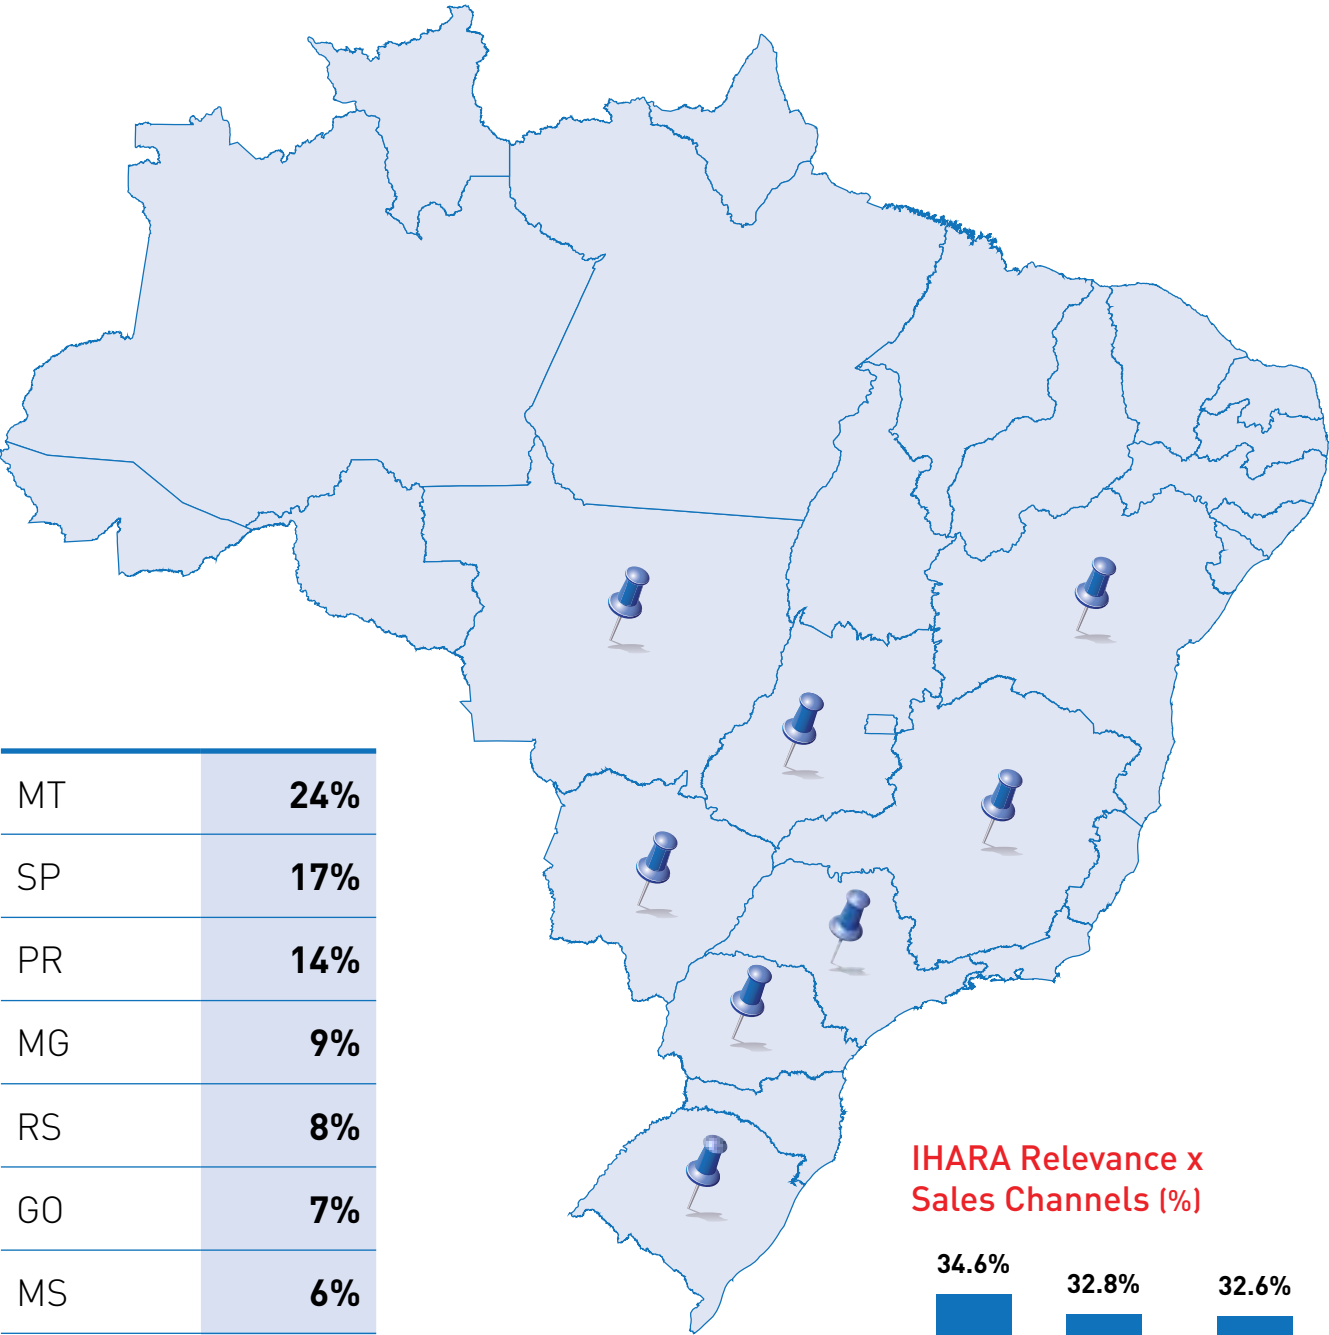 MT 24%
SP 17%
PR 14%
MG 9%
RS 8%
GO 7%
MS 6%
IHARA Relevance x
Sales Channels (%)
34.6% 32.8% 32.6%